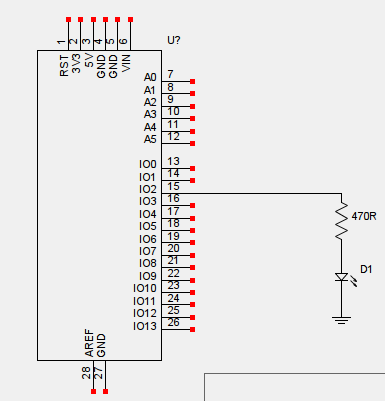 U?
1 2 3 4 5 6
RST 3V3 5V GND GND VIN
A0 7
A1 8
A2 9
A3 10
A4 11
A5 12
IO0 13
IO1 14
IO2 15
IO3 16
IO4 17
IO5 18
IO6 19
IO7 20
IO8 21
IO9 22
IO10 23
IO11 24
IO12 25
IO13 26
470R
D1
AREF GND
28 27